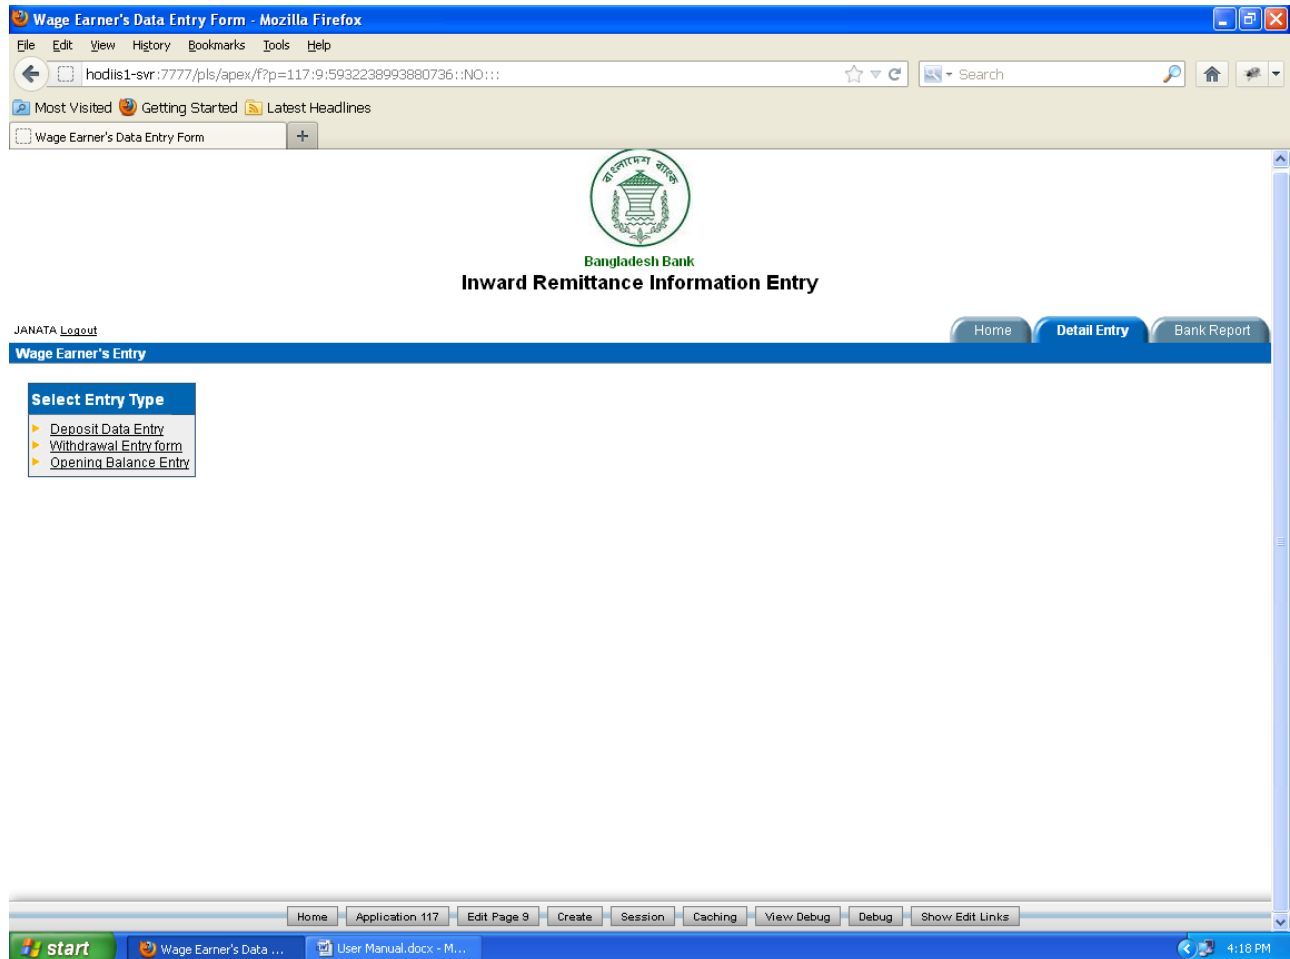 Wage Earner's Data Entry Form - Mozilla Firefox
File Edit View History Bookmarks Tools Help
hodiis1-svr:7777/pls/apex/f?p=117:9:5932238993880736::NO:::
Search
Most Visited Getting Started Latest Headlines
Wage Earner's Data Entry Form
বাংলাদেশ ব্যাংক
Bangladesh Bank
Inward Remittance Information Entry
JANATA Logout
Home Detail Entry Bank Report
Wage Earner's Entry
Select Entry Type
Deposit Data Entry
Withdrawal Entry form
Opening Balance Entry
Home Application 117 Edit Page 9 Create Session Caching View Debug Debug Show Edit Links
start Wage Earner's Data ... User Manual.docx - M... 4:18 PM